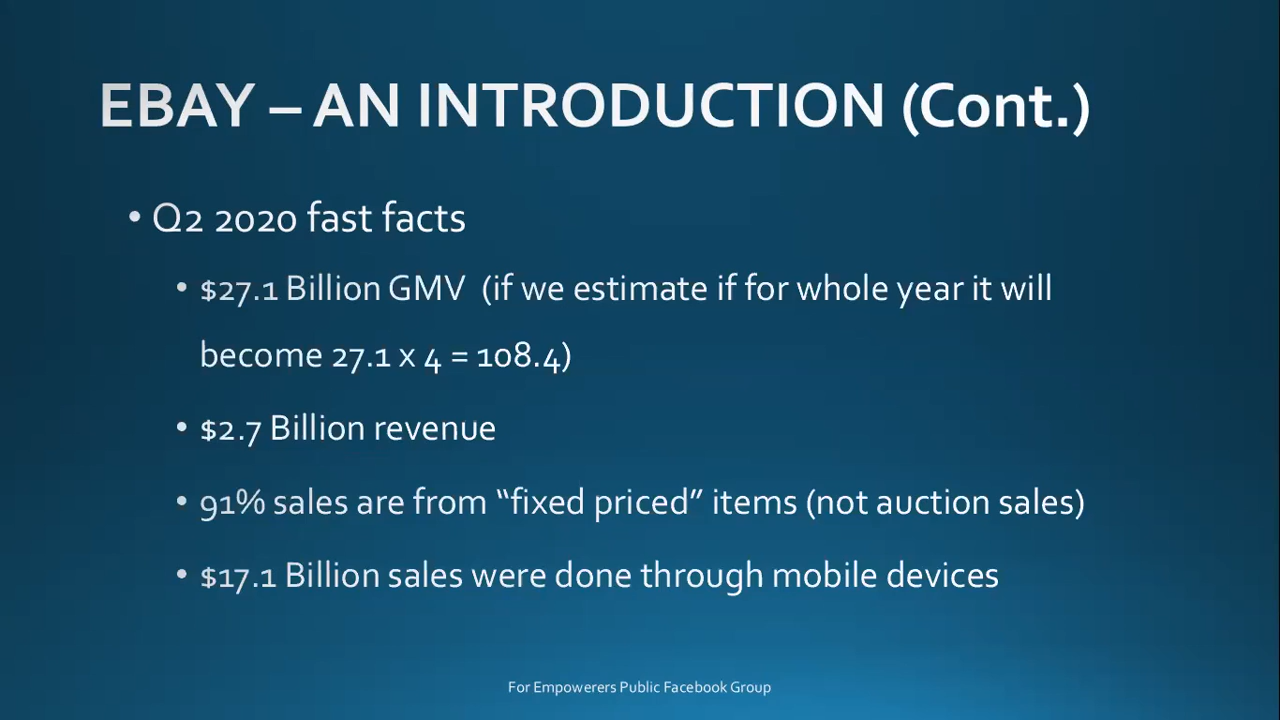 EBAY – AN INTRODUCTION (Cont.)
• Q2 2020 fast facts
• $27.1 Billion GMV (if we estimate if for whole year it will
become 27.1 x 4 = 108.4)
• $2.7 Billion revenue
• 91% sales are from “fixed priced” items (not auction sales)
• $17.1 Billion sales were done through mobile devices
For Empowerers Public Facebook Group